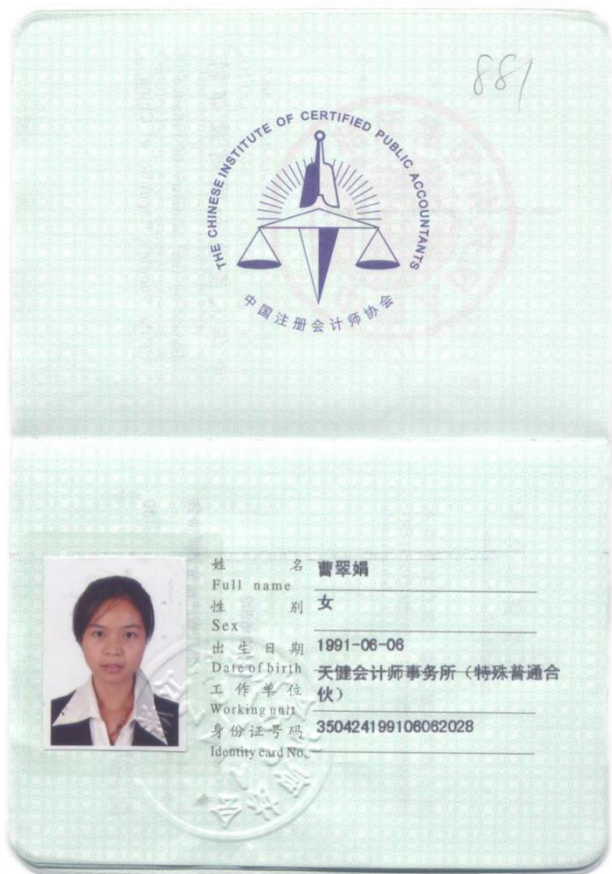 881
THE CHINESE INSTITUTE OF CERTIFIED PUBLIC ACCOUNTANTS
中国注册会计师协会
姓 名 曹翠娟
Full name
性 别 女
Sex
出生日期 1991-06-06
Date of birth
工作单位 天健会计师事务所（特殊普通合
伙）
Working unit
身份证号码 350424199106062028
Identity card No.